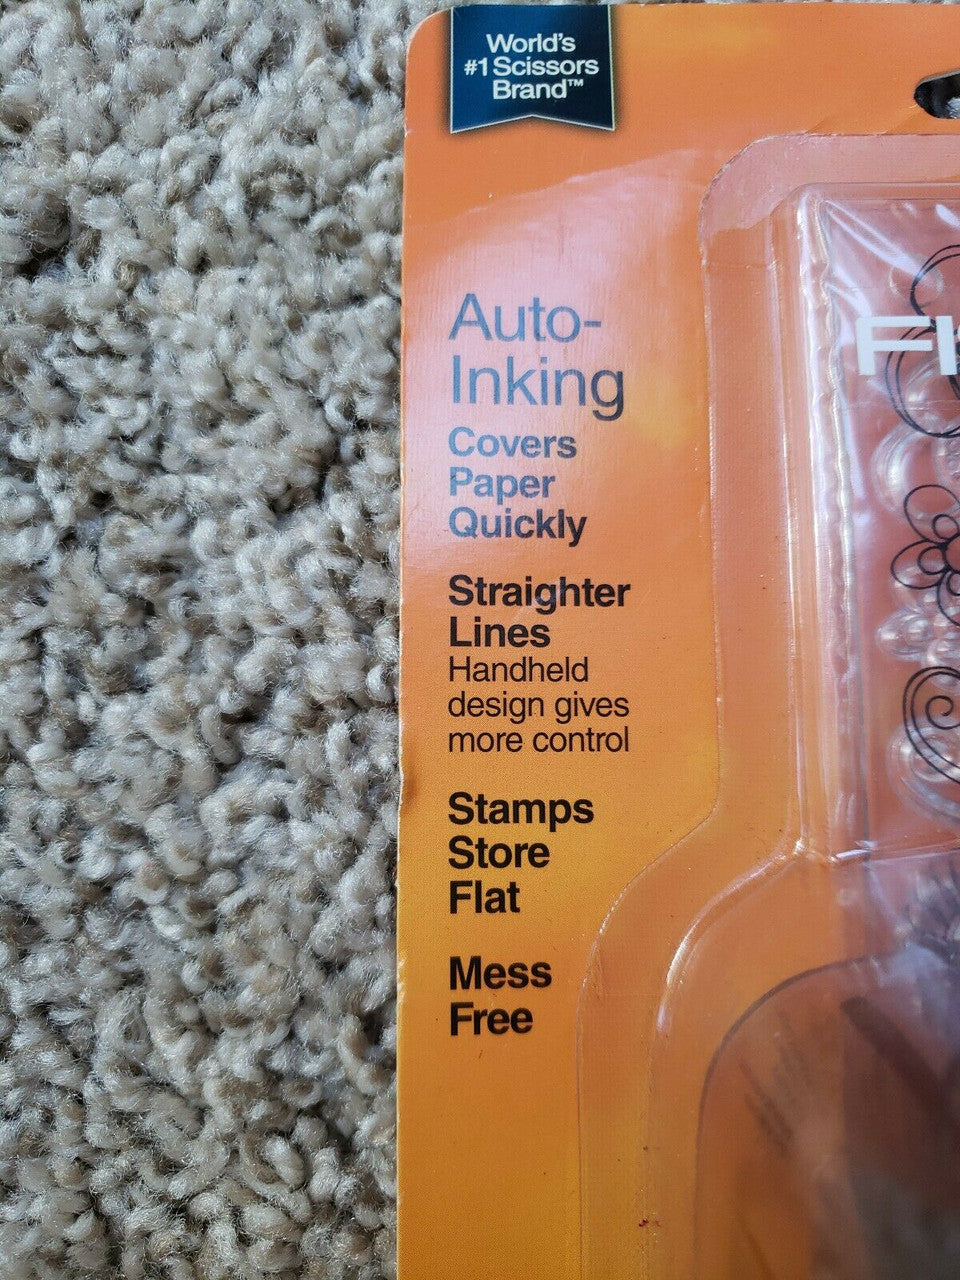 World's
#1 Scissors
Brand™
Auto-
Inking
Covers
Paper
Quickly
Straighter
Lines
Handheld
design gives
more control
Stamps
Store
Flat
Mess
Free